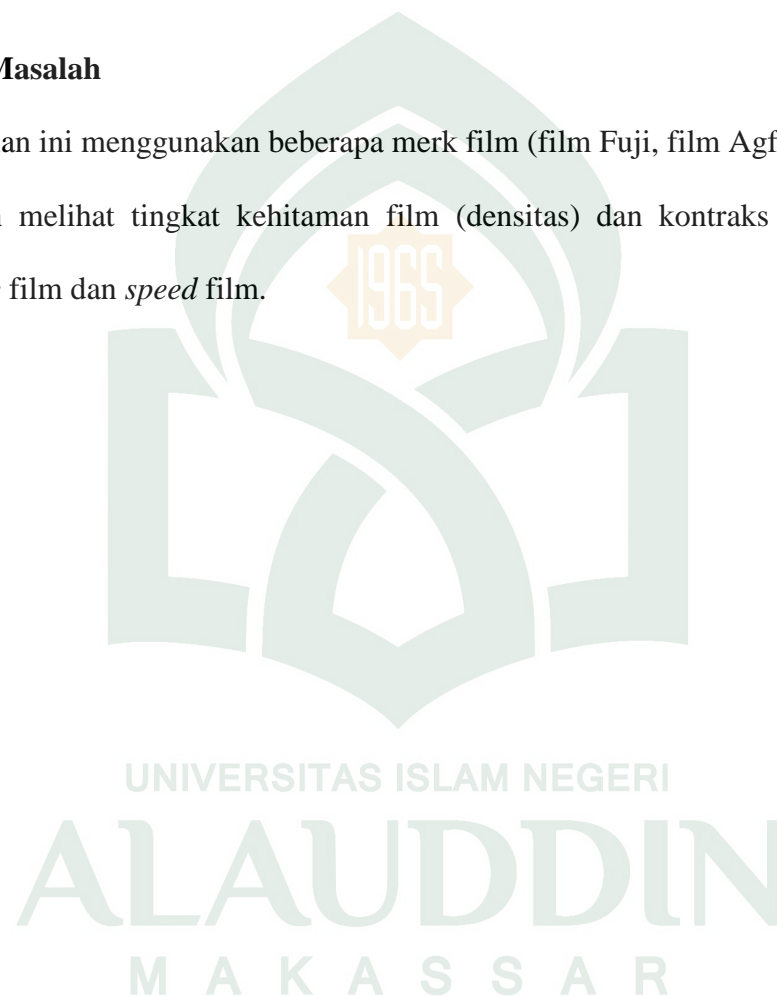 Masalah
an ini menggunakan beberapa merk film (film Fuji, film Agf
melihat tingkat kehitaman film (densitas) dan kontraks
film dan speed film.
1965
UNIVERSITAS ISLAM NEGERI
ALAUDDIN
MAKASSAR